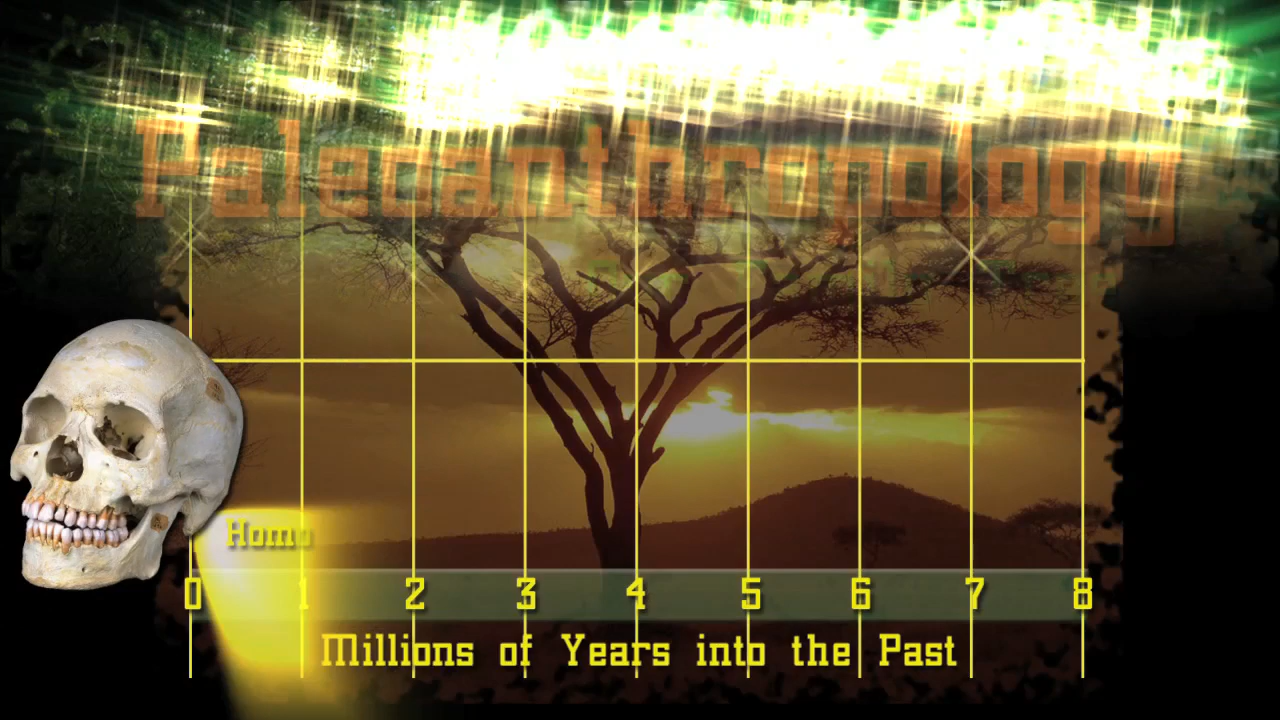 Paleoanthropology
Homo
0 1 2 3 4 5 6 7 8
Millions of Years into the Past